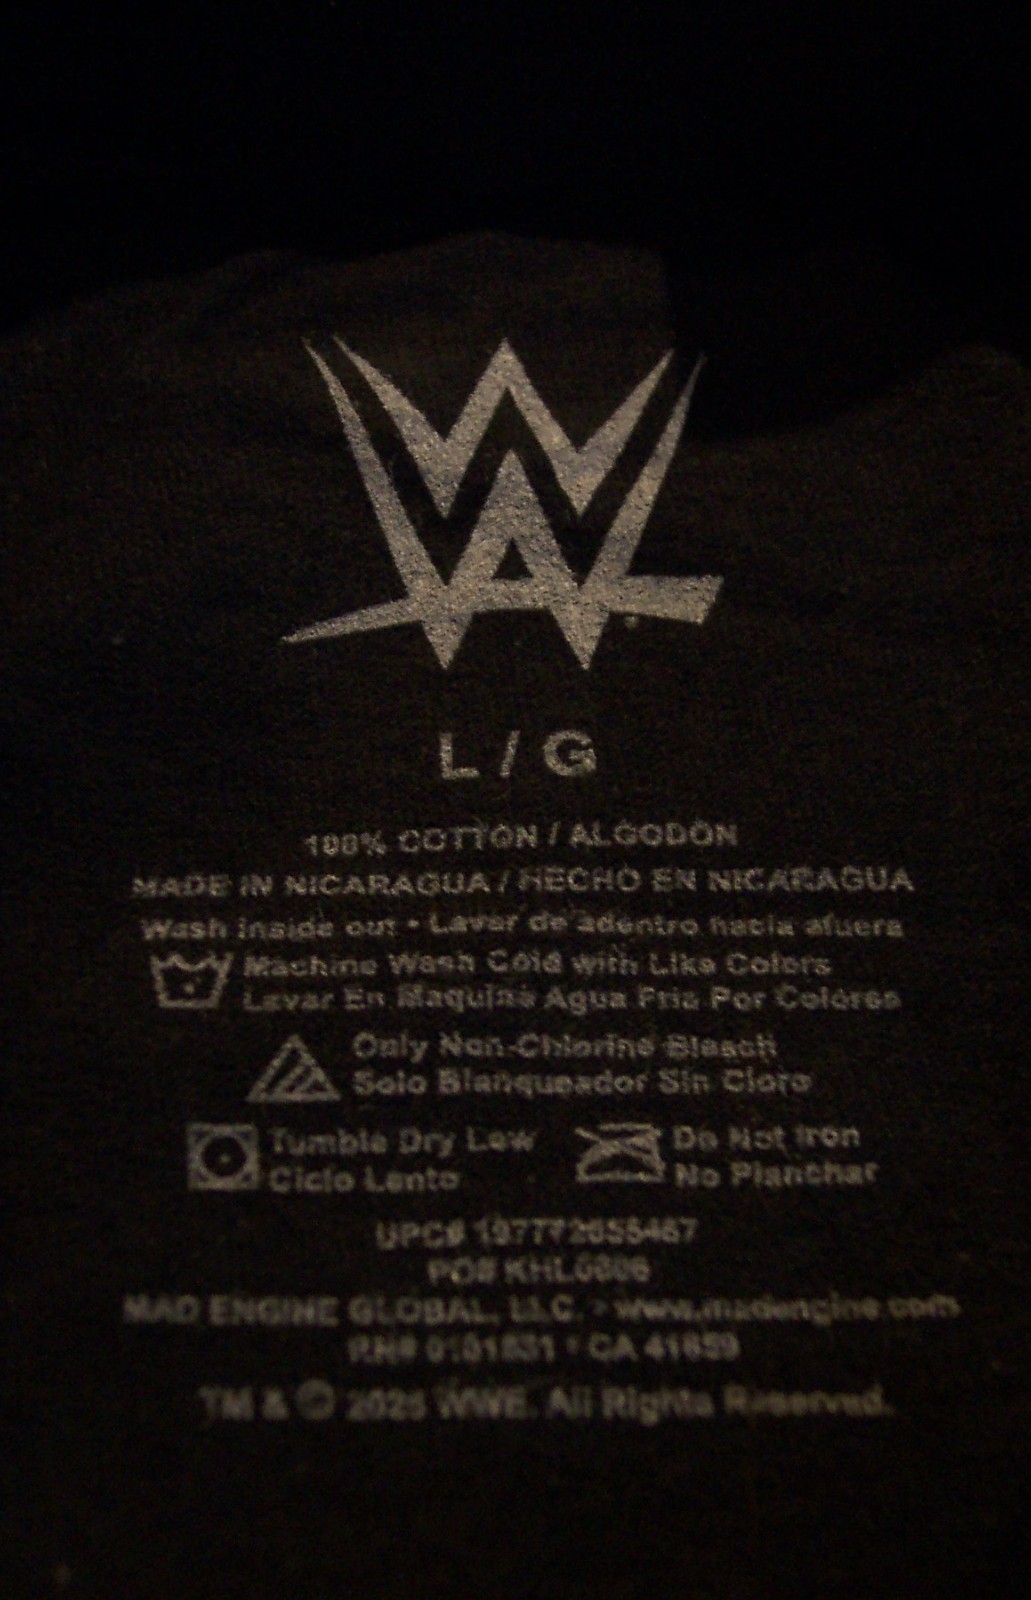 L / G
100% COTTON / ALGODÓN
MADE IN NICARAGUA / HECHO EN NICARAGUA
Wash inside out • Lavar de adentro hacia afuera
Machine Wash Cold with Like Colors
Lavar En Maquina Agua Fria Por Colores
Only Non-Chlorine Bleach
Solo Blanqueador Sin Cloro
Tumble Dry Low
Ciclo Lento
Do Not Iron
No Planchar
UPC#
PO#
MAD ENGINE GLOBAL, LLC. • www.madengine.com
RN# • CA
TM & © 2025 WWE. All Rights Reserved.